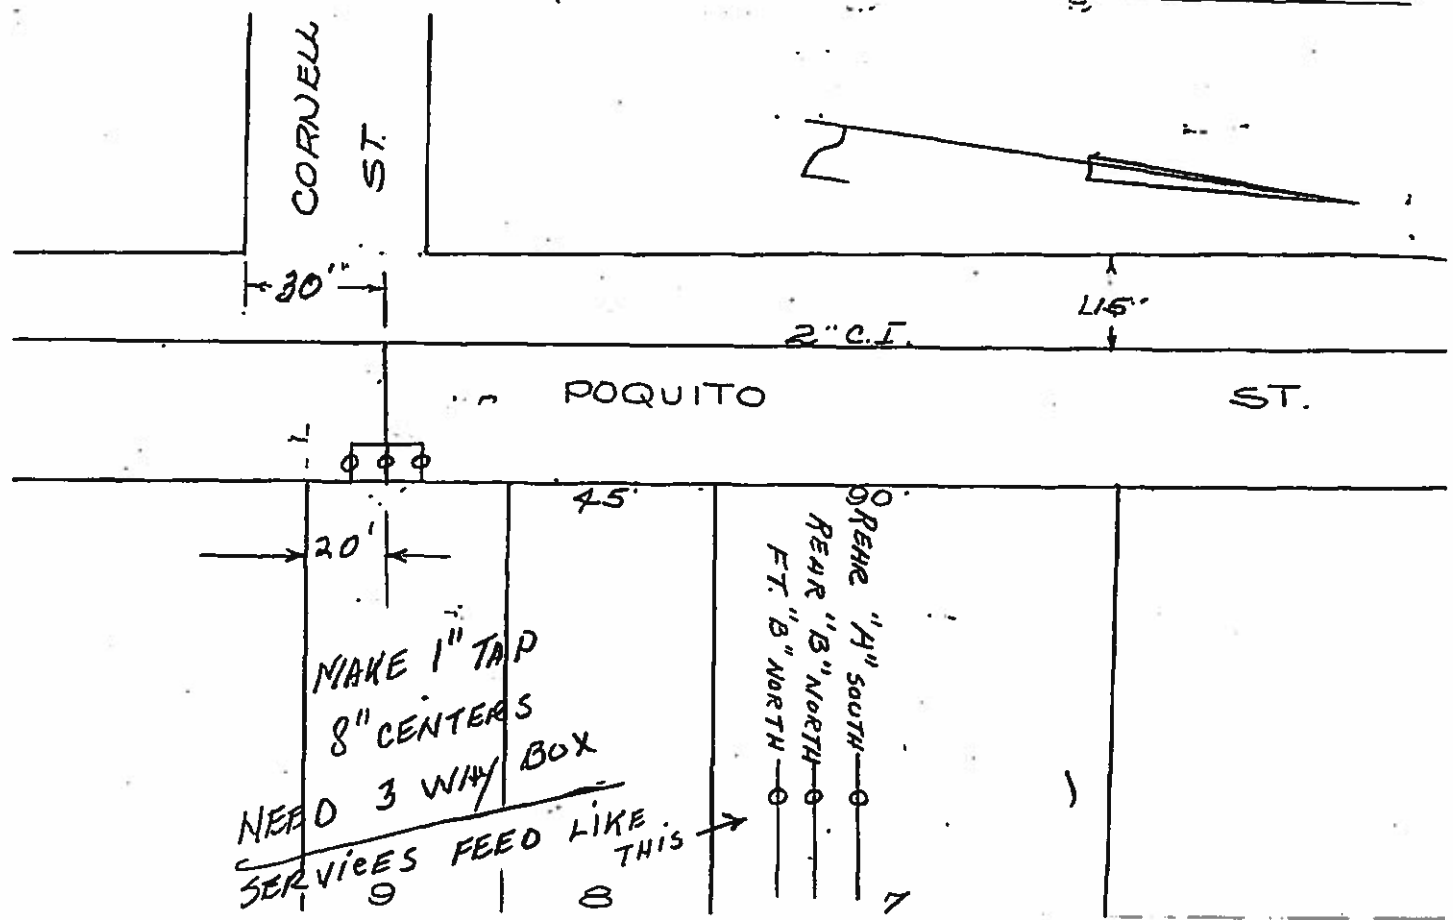 CORNELL
ST.
30'
2" C.I.
POQUITO ST.
45'
90'
20'
MAKE 1" TAP
8" CENTERS
NEED 3 WAY BOX
SERVICES FEED LIKE
THIS
FT. "B" NORTH
REAR "B" NORTH
REAR "A" SOUTH
9
8
7